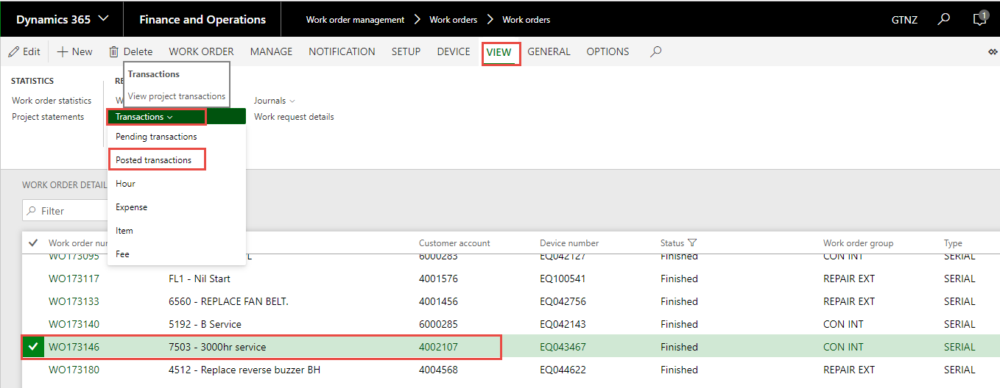 Dynamics 365 Finance and Operations Work order management Work orders Work orders GTNZ 1
Edit New Delete WORK ORDER MANAGE NOTIFICATION SETUP DEVICE VIEW GENERAL OPTIONS
Transactions
View project transactions
STATISTICS
Work order statistics Journals
Project statements Transactions Work request details
Pending transactions
Posted transactions
Hour
Expense
Item
Fee
WORK ORDER DETAIL
Filter
Work order nu Customer account Device number Status Work order group Type
WO173095 6000283 EQ042127 Finished CON INT SERIAL
WO173117 FL1 - Nil Start 4001576 EQ100541 Finished REPAIR EXT SERIAL
WO173133 6560 - REPLACE FAN BELT. 4001456 EQ042756 Finished REPAIR EXT SERIAL
WO173140 5192 - B Service 6000285 EQ042143 Finished CON INT SERIAL
WO173146 7503 - 3000hr service 4002107 EQ043467 Finished CON INT SERIAL
WO173180 4512 - Replace reverse buzzer BH 4004568 EQ044622 Finished REPAIR EXT SERIAL